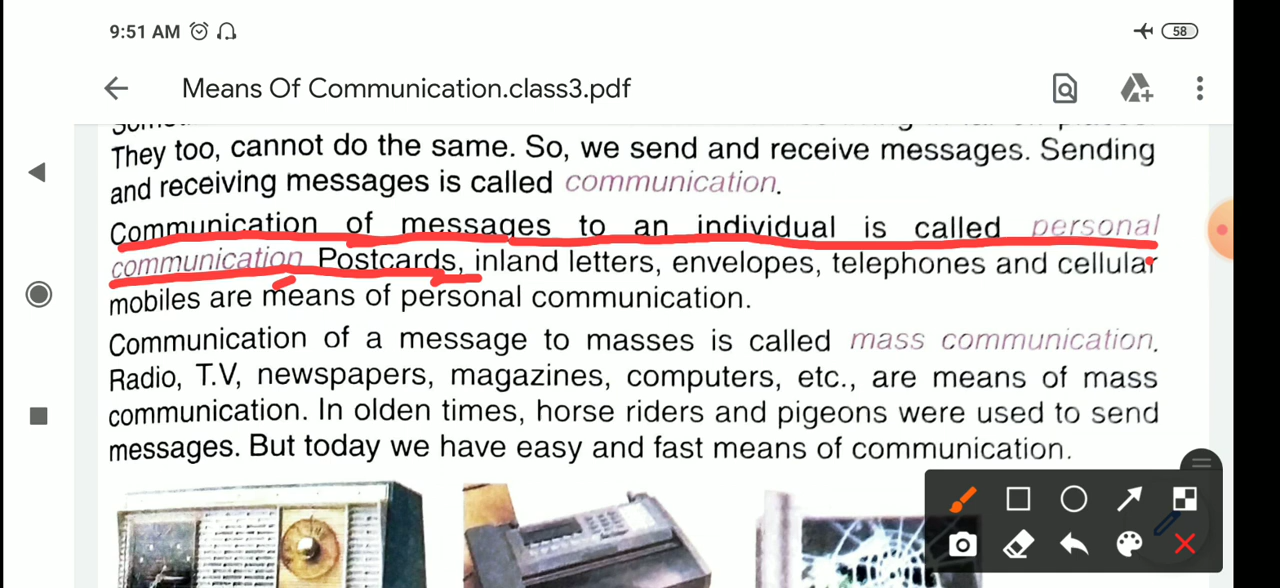 9:51 AM
58
Means Of Communication.class3.pdf
They too, cannot do the same. So, we send and receive messages. Sending
and receiving messages is called communication.
Communication of messages to an individual is called personal
communication Postcards, inland letters, envelopes, telephones and cellular
mobiles are means of personal communication.
Communication of a message to masses is called mass communication.
Radio, T.V, newspapers, magazines, computers, etc., are means of mass
communication. In olden times, horse riders and pigeons were used to send
messages. But today we have easy and fast means of communication.